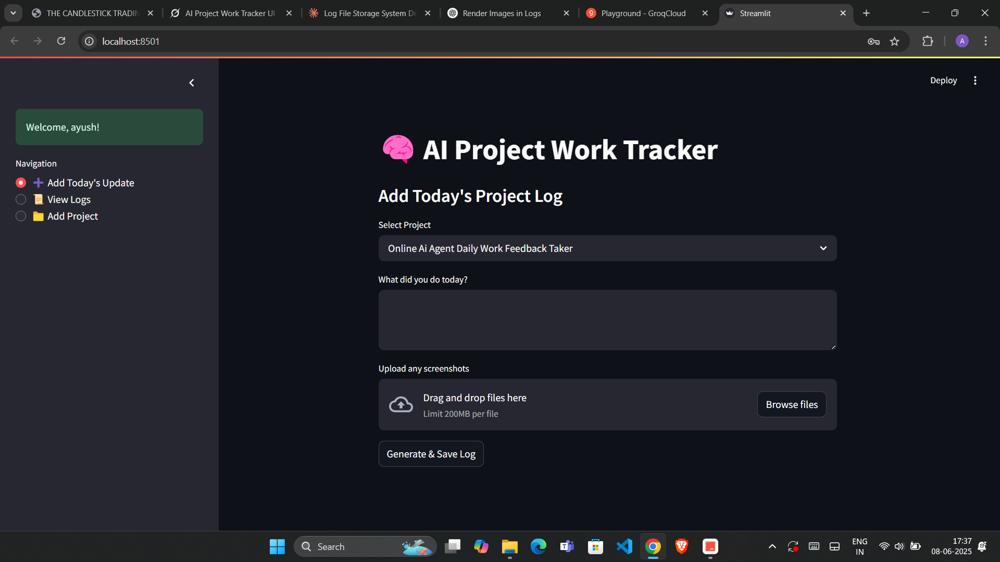 THE CANDLESTICK TRADIN
AI Project Work Tracker UI
Log File Storage System De
Render Images in Logs
Playground - GroqCloud
Streamlit
localhost:8501
A
Deploy
Welcome, ayush!
Navigation
Add Today's Update
View Logs
Add Project
AI Project Work Tracker
Add Today's Project Log
Select Project
Online Ai Agent Daily Work Feedback Taker
What did you do today?
Upload any screenshots
Drag and drop files here
Limit 200MB per file
Browse files
Generate & Save Log
Search
ENG
IN
17:37
08-06-2025